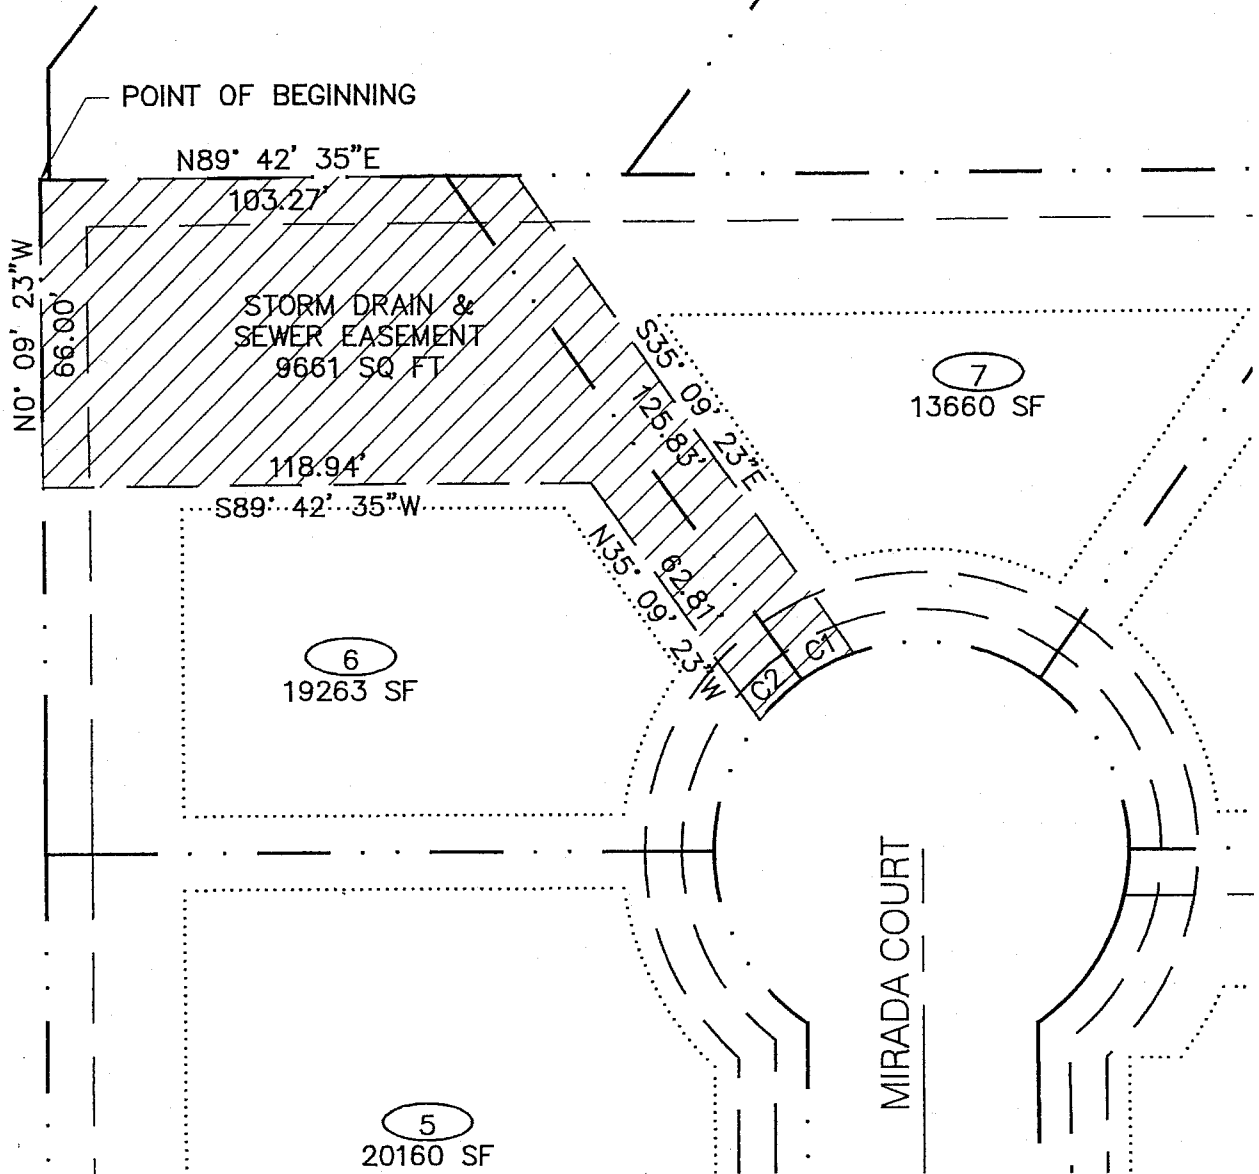 POINT OF BEGINNING
N89° 42' 35"E
103.27'
N0° 09' 23"W
66.00'
STORM DRAIN &
SEWER EASEMENT
9661 SQ FT
S35° 09' 23"E
125.83'
7
13660 SF
118.94'
S89° 42' 35"W
N35° 09' 23"W
62.81'
C1
C2
6
19263 SF
MIRADA COURT
5
20160 SF